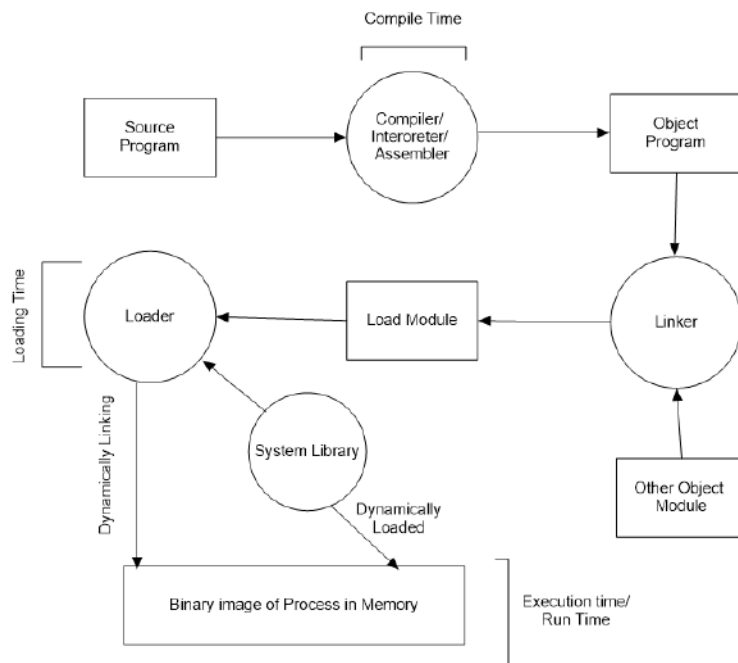 Compile Time
Source
Program
Compiler/
Interoreter/
Assembler
Object
Program
Loading Time
Loader
Load Module
Linker
Dynamically Linking
System Library
Dynamically
Loaded
Other Object
Module
Binary image of Process in Memory
Execution time/
Run Time